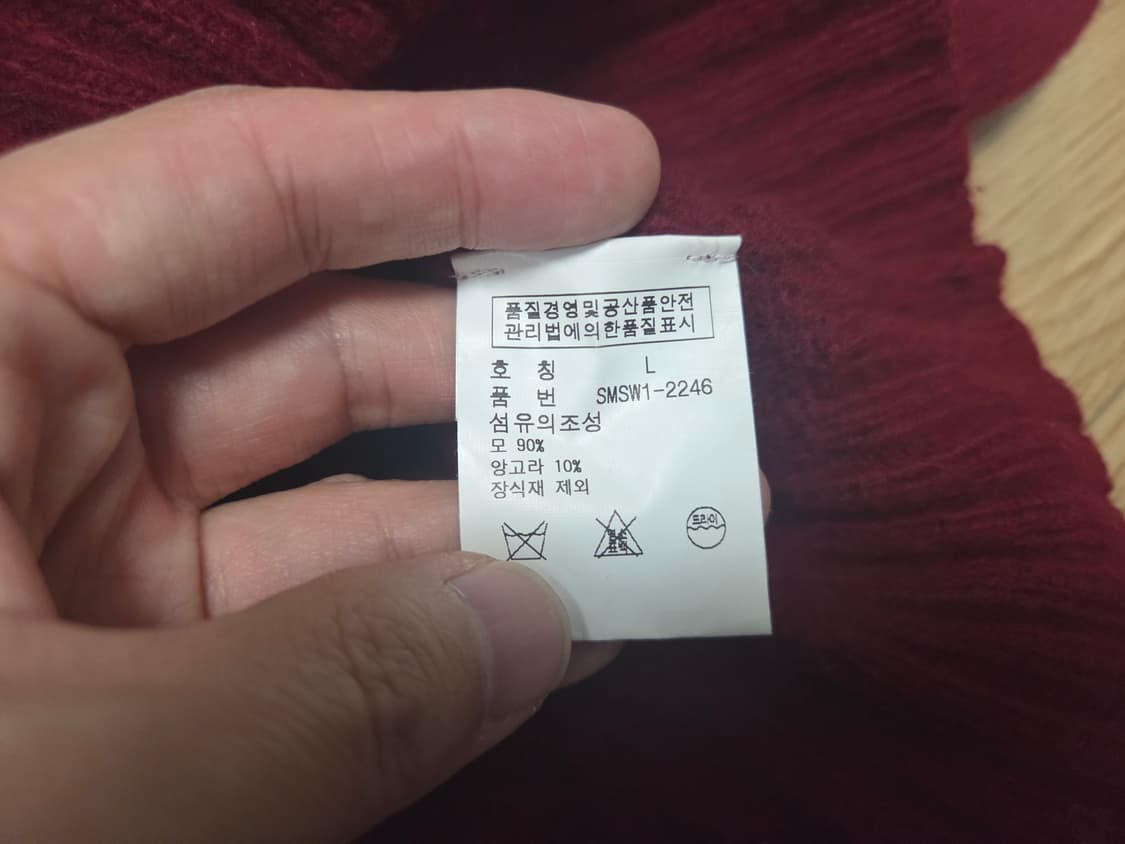 품질경영및공산품안전
관리법에의한품질표시
호 칭 L
품 번 SMSW1-2246
섬유의조성
모 90%
앙고라 10%
장식재 제외
드라이